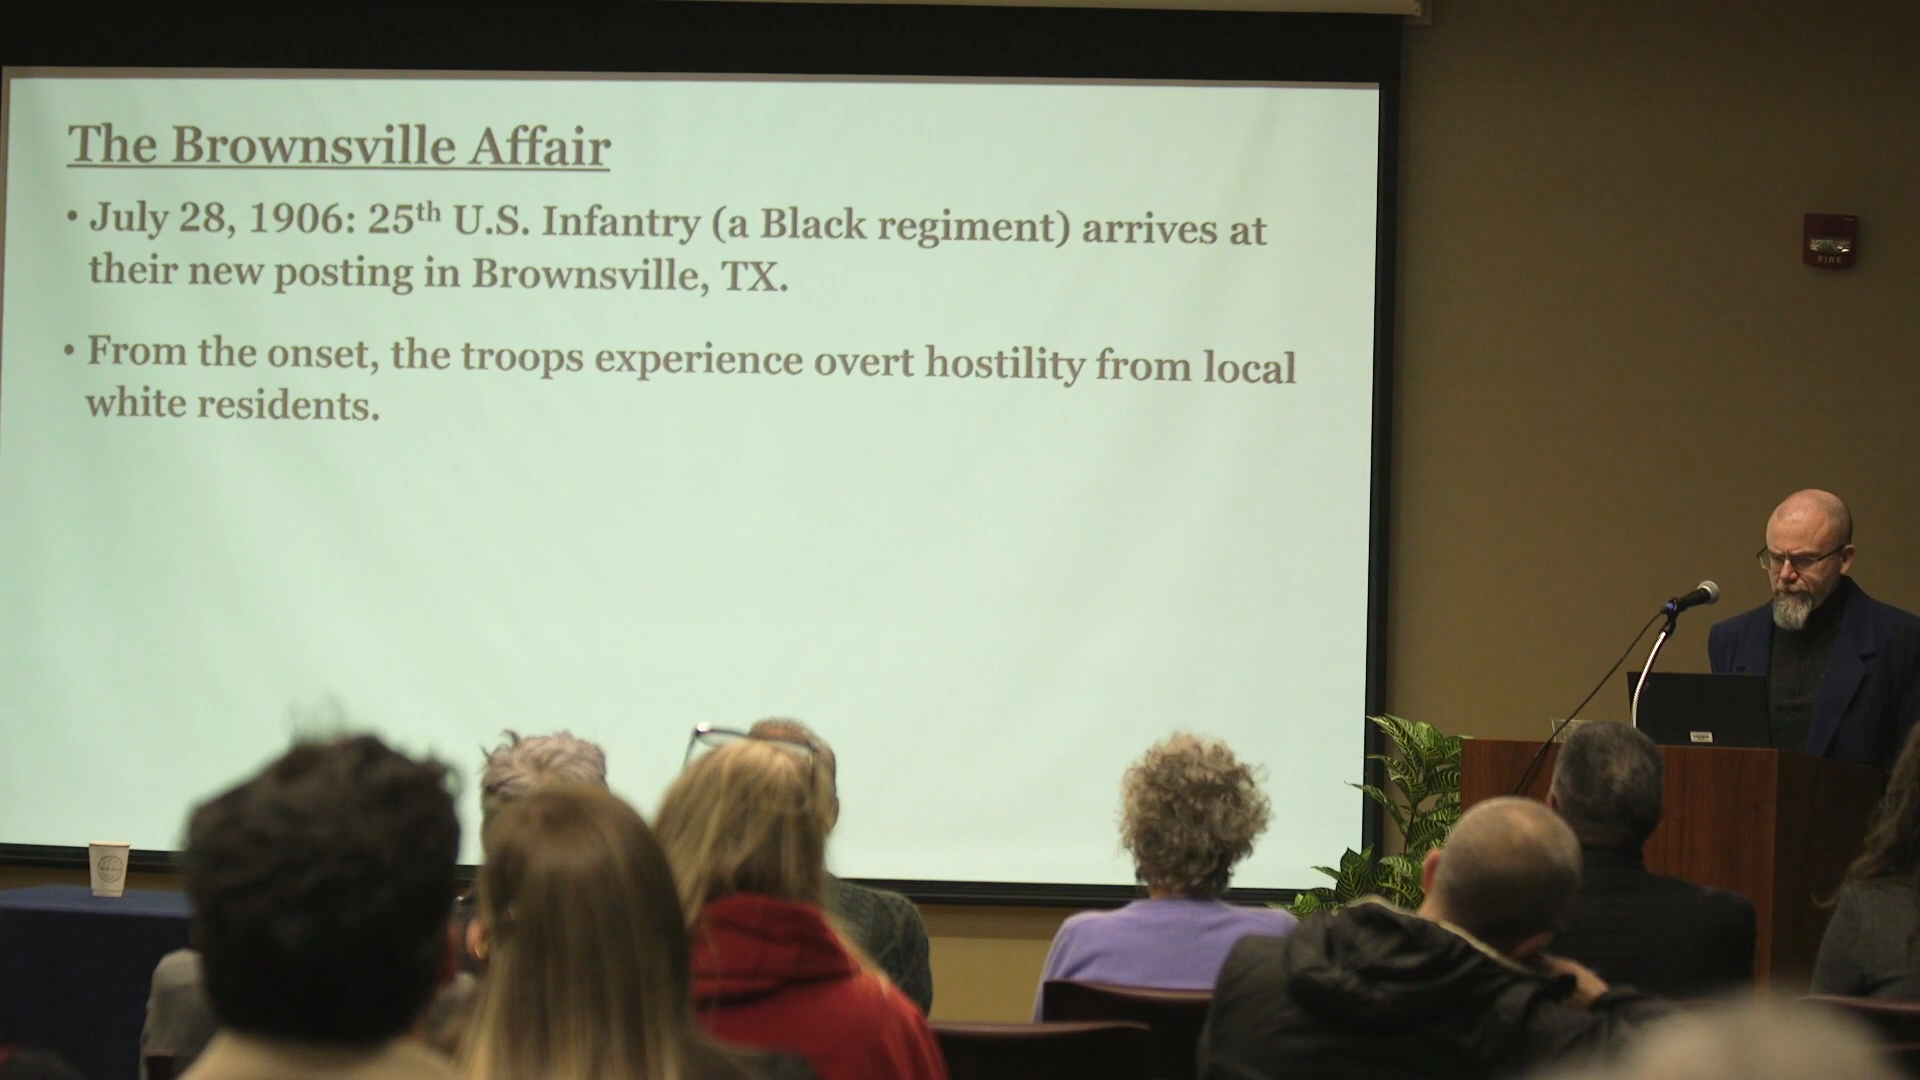 The Brownsville Affair
• July 28, 1906: 25th U.S. Infantry (a Black regiment) arrives at
their new posting in Brownsville, TX.
• From the onset, the troops experience overt hostility from local
white residents.
FIRE